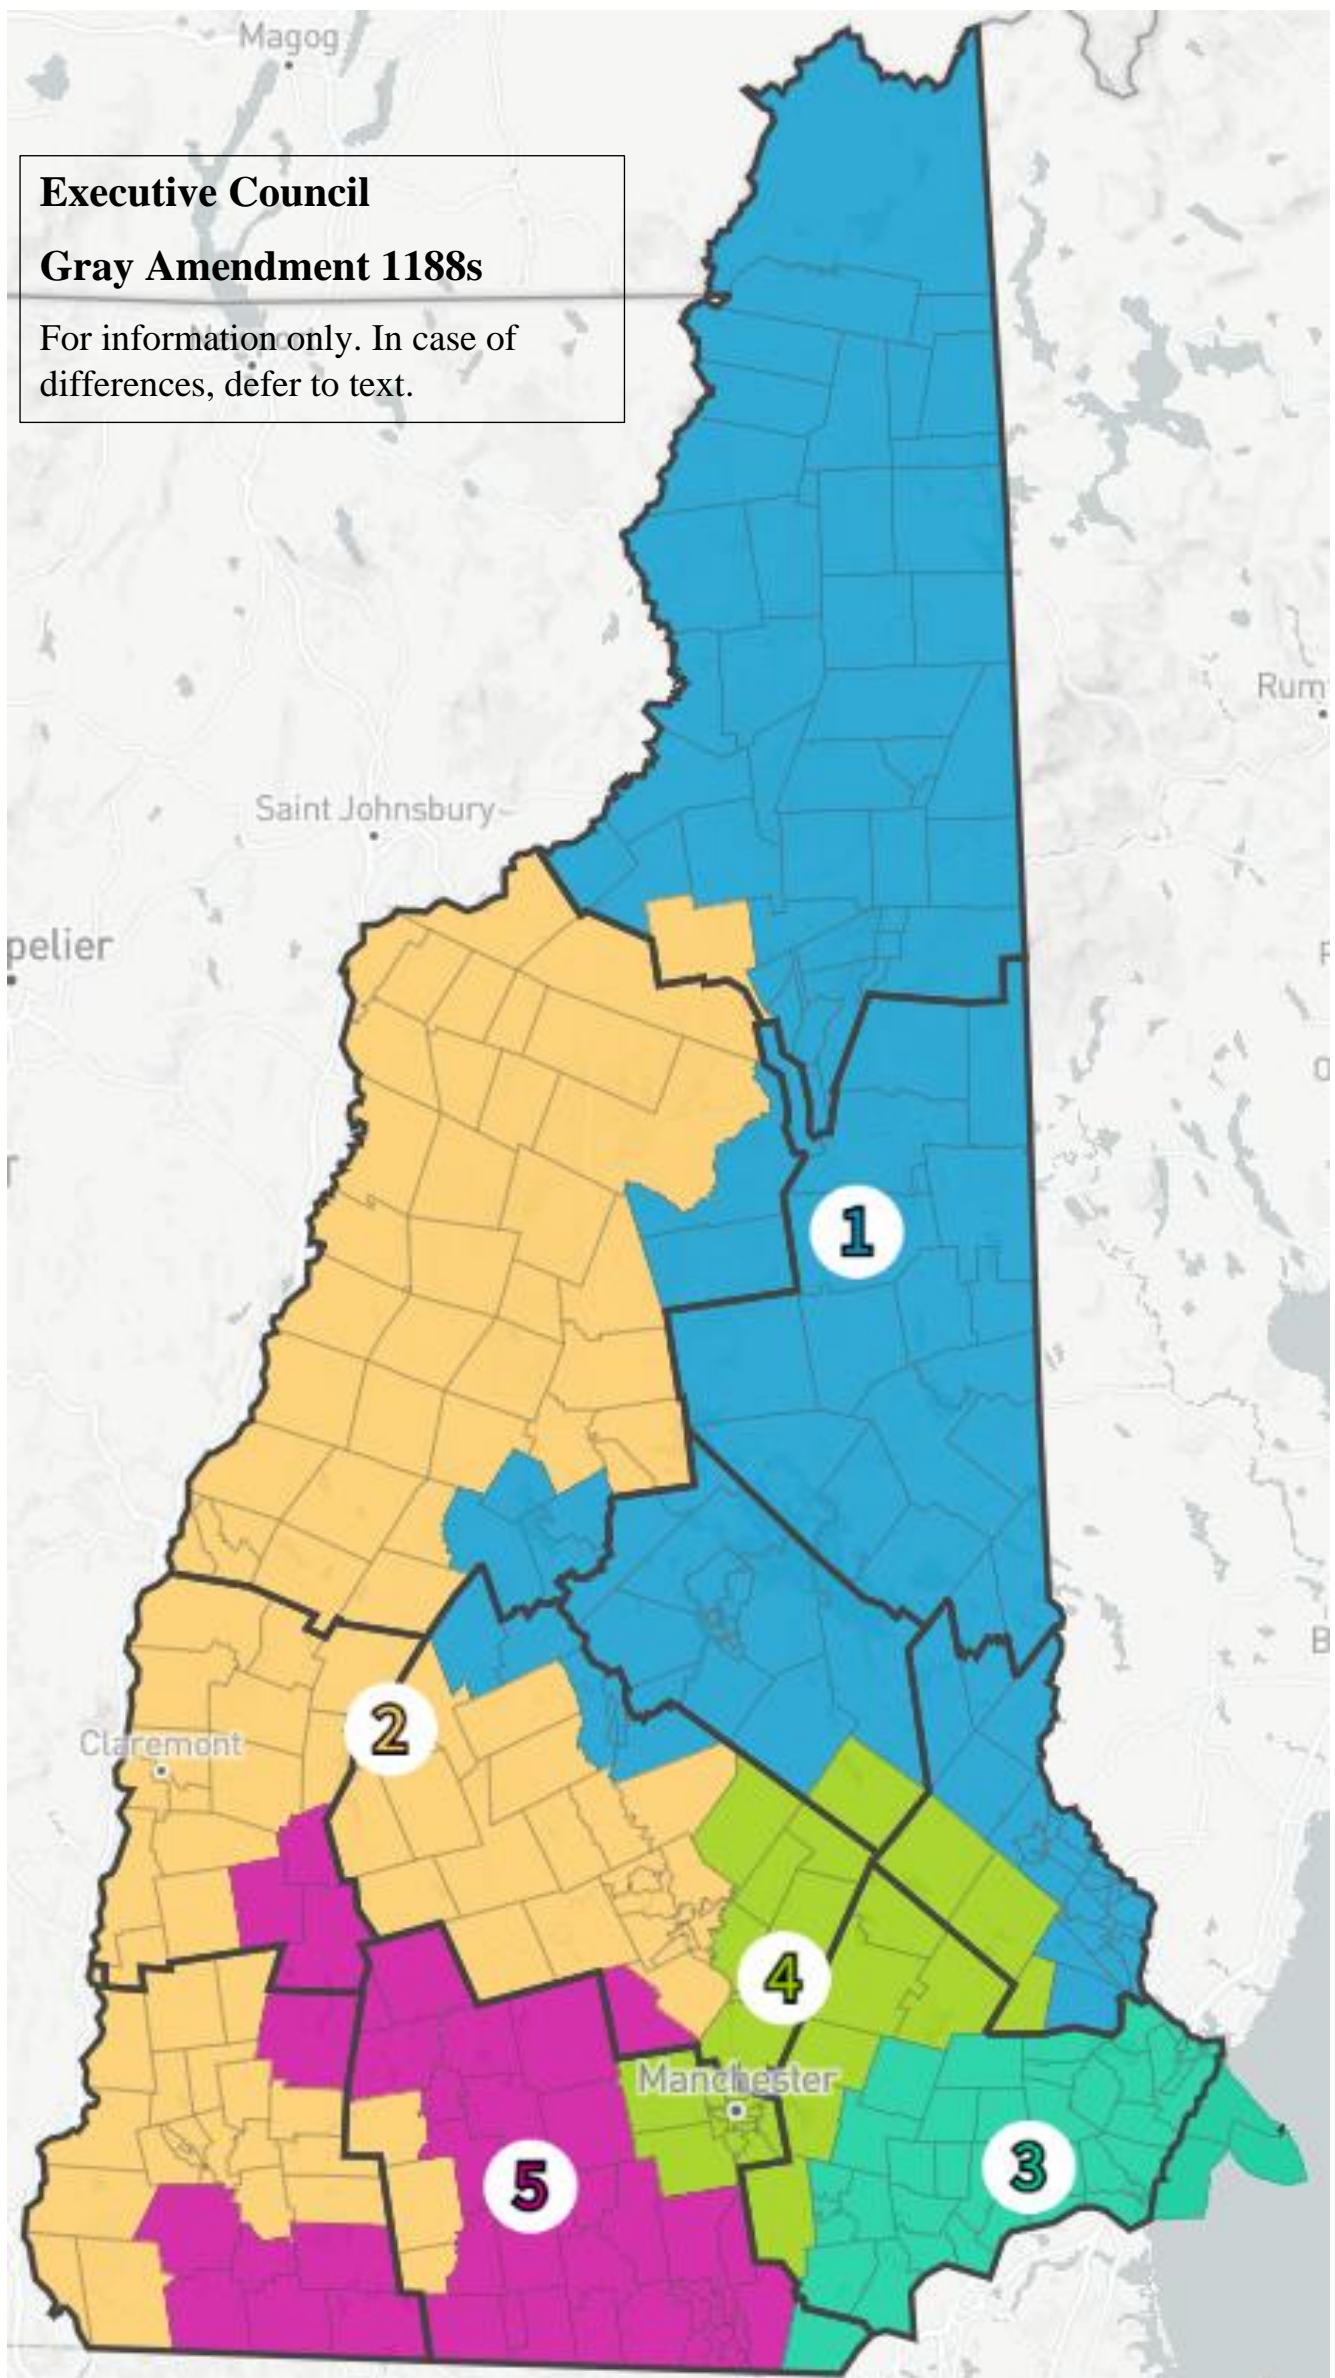 Magog
Executive Council
Gray Amendment 1188s
For information only. In case of
differences, defer to text.
Rum
Saint Johnsbury
pelier
1
2
Claremont
4
Manchester
3
5